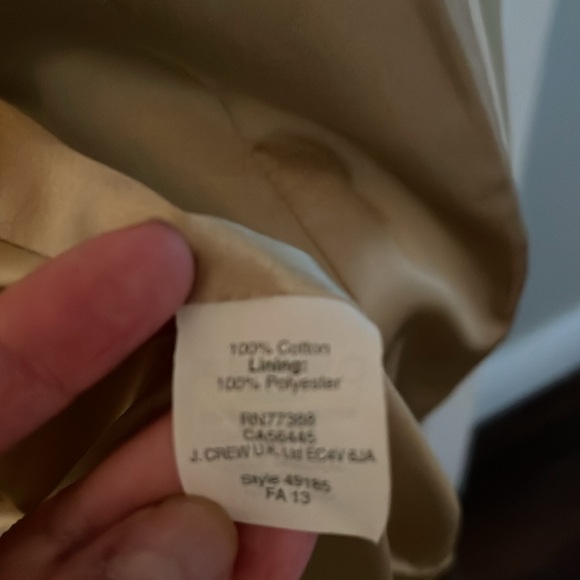 100% Cotton
Lining:
100% Polyester
RN77388
CA56445
J. CREW U.K. Ltd EC4V 6JA
Style 49185
FA 13